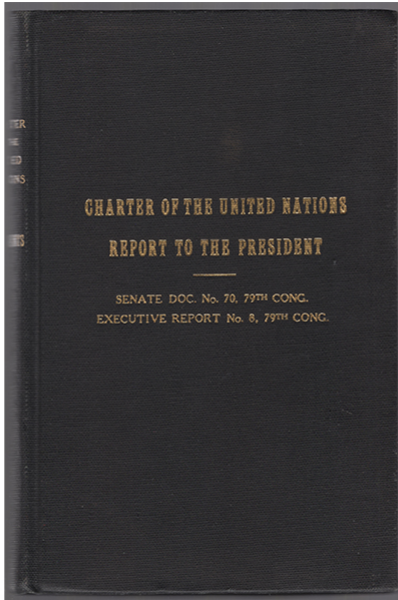 CHARTER OF THE UNITED NATIONS
REPORT TO THE PRESIDENT
SENATE DOC. No. 70, 79TH CONG.
EXECUTIVE REPORT No. 8, 79TH CONG.